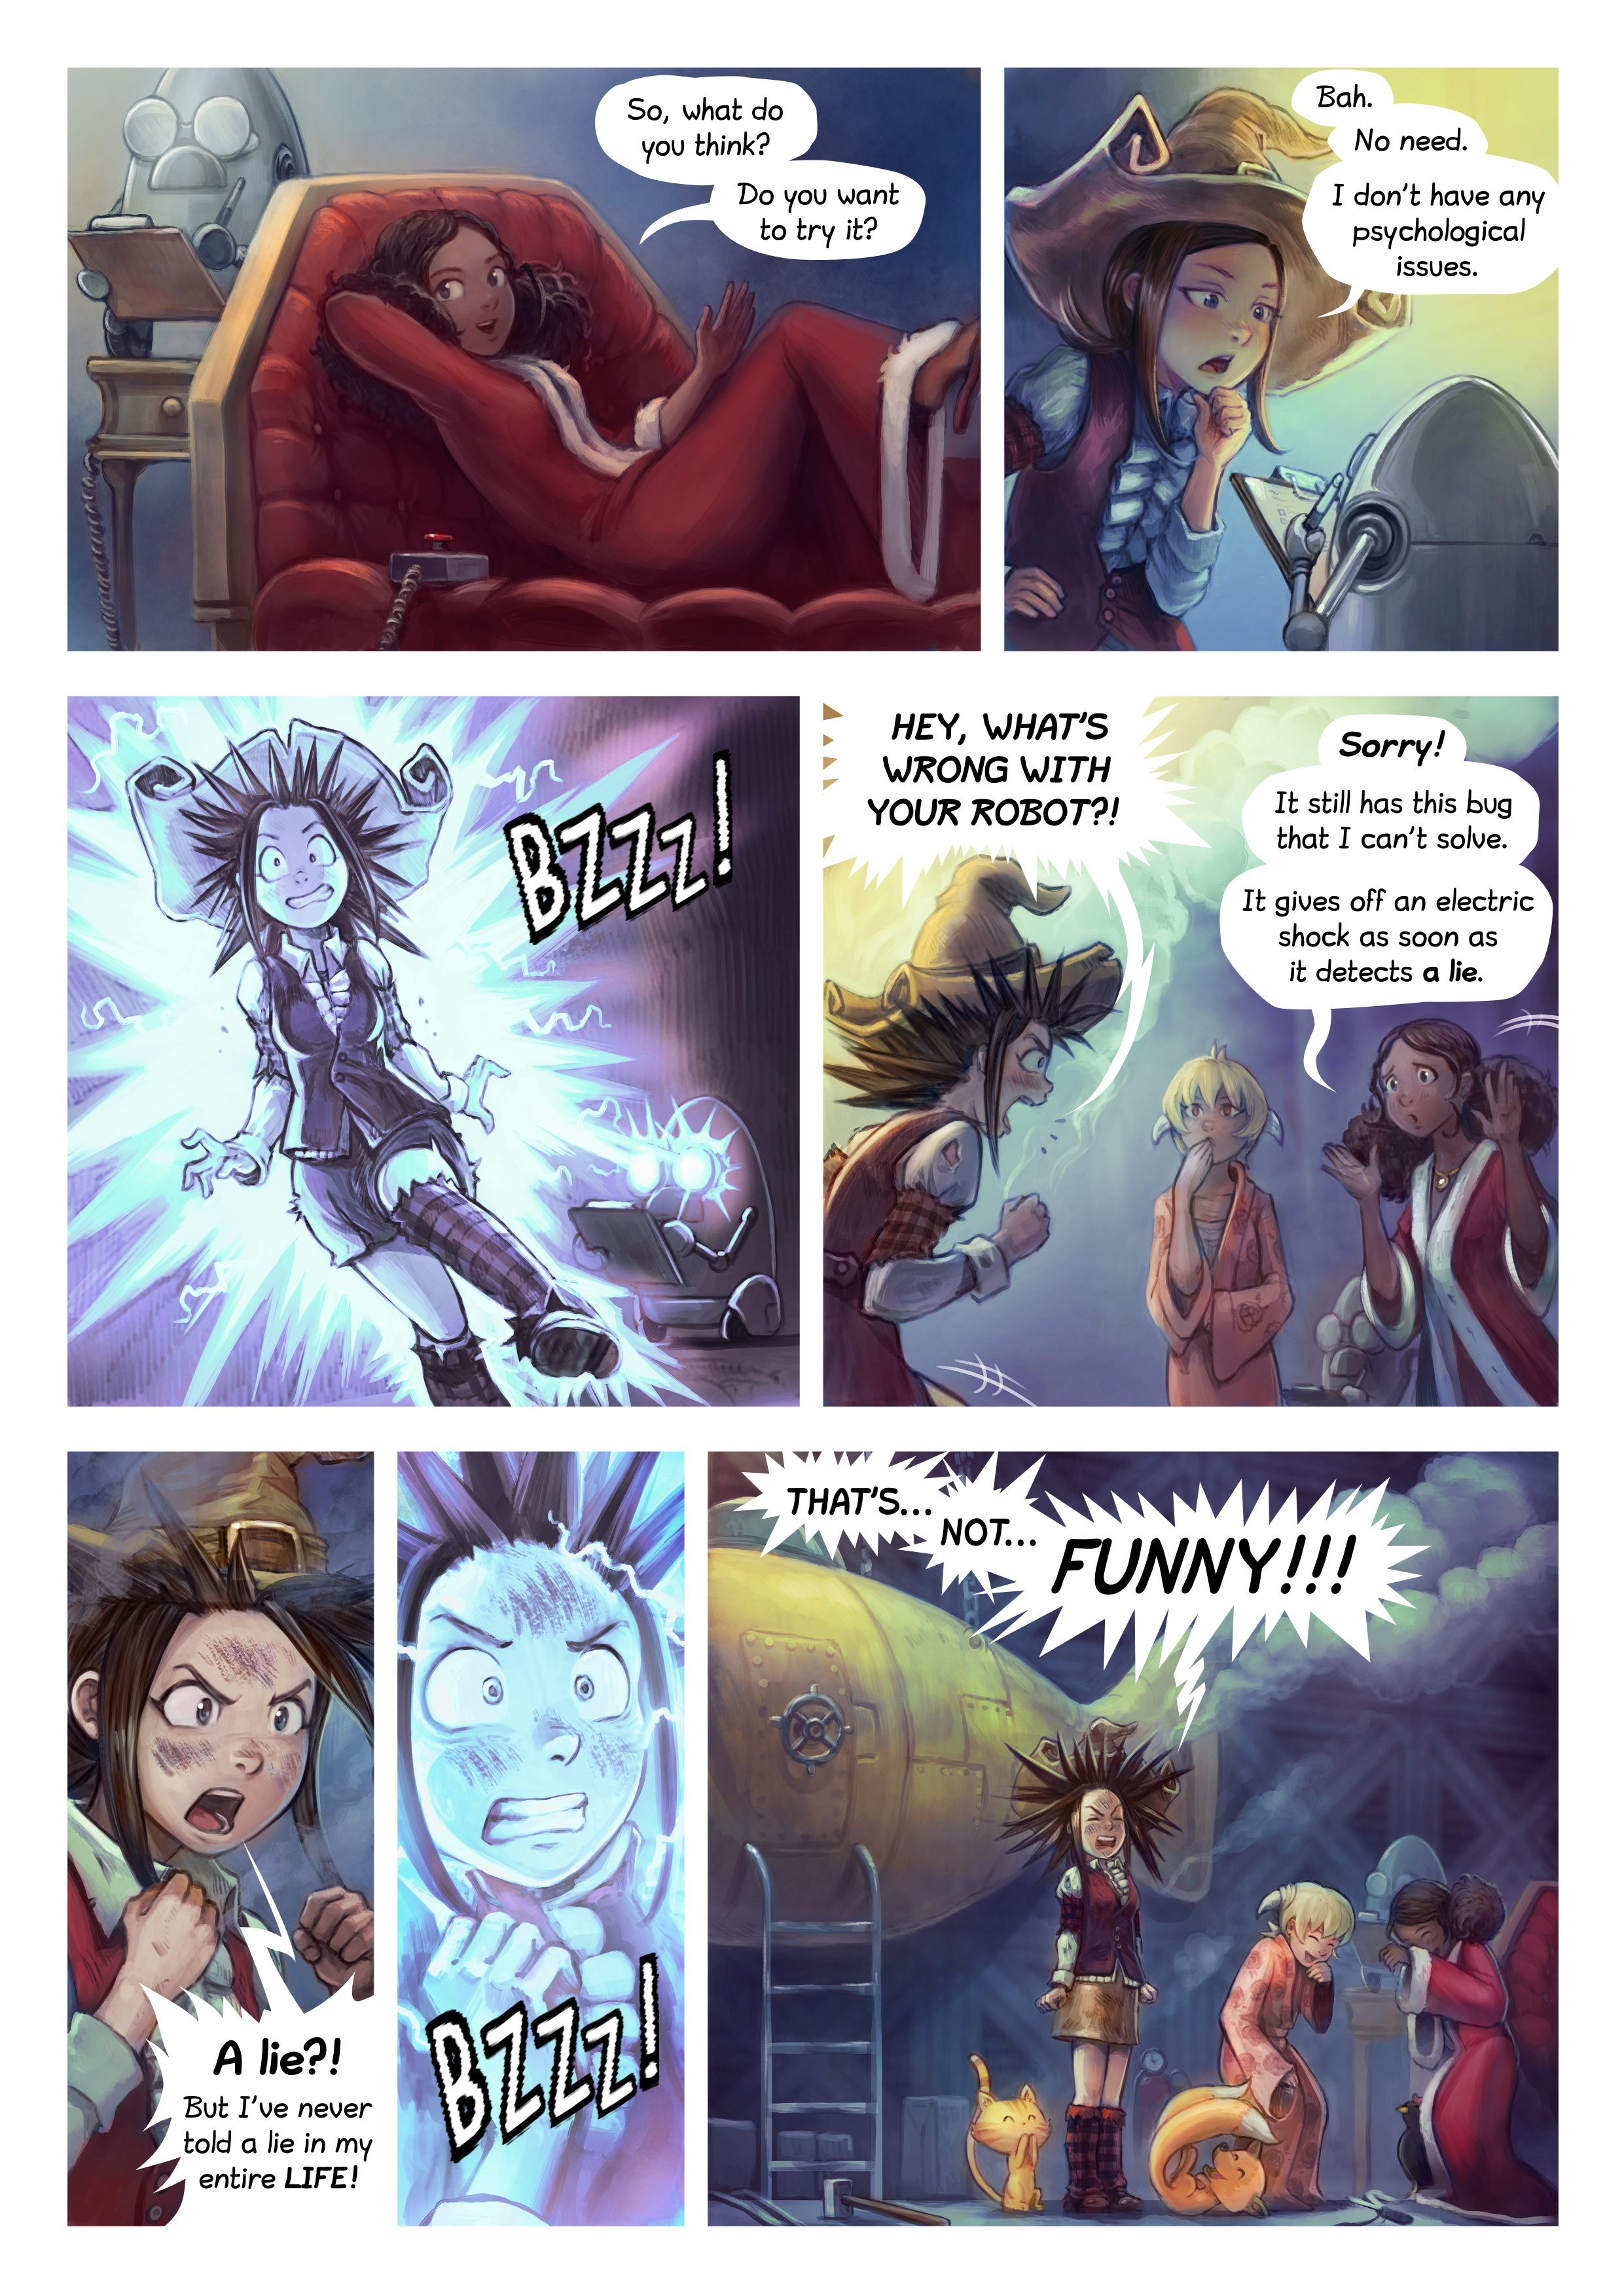 So, what do
you think?
Do you want
to try it?
Bah.
No need.
I don't have any
psychological
issues.
BZZZ!
HEY, WHAT'S
WRONG WITH
YOUR ROBOT?!
Sorry!
It still has this bug
that I can't solve.
It gives off an electric
shock as soon as
it detects a lie.
A lie?!
But I've never
told a lie in my
entire LIFE!
BZZZ!
THAT'S...
NOT...
FUNNY!!!